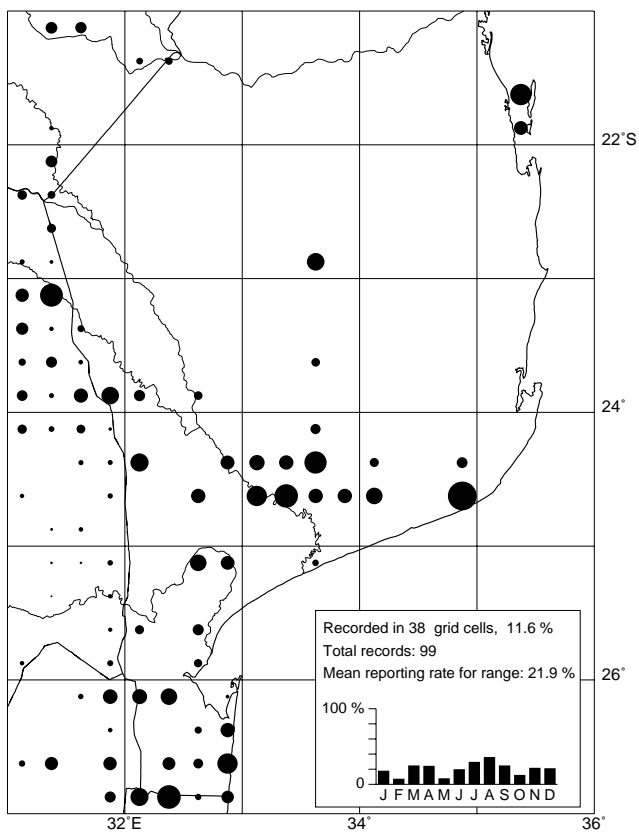 22°S
24°
26°
Recorded in 38 grid cells, 11.6 %
Total records: 99
Mean reporting rate for range: 21.9 %
100 %
0
J F M A M J J A S O N D
32°E 34° 36°